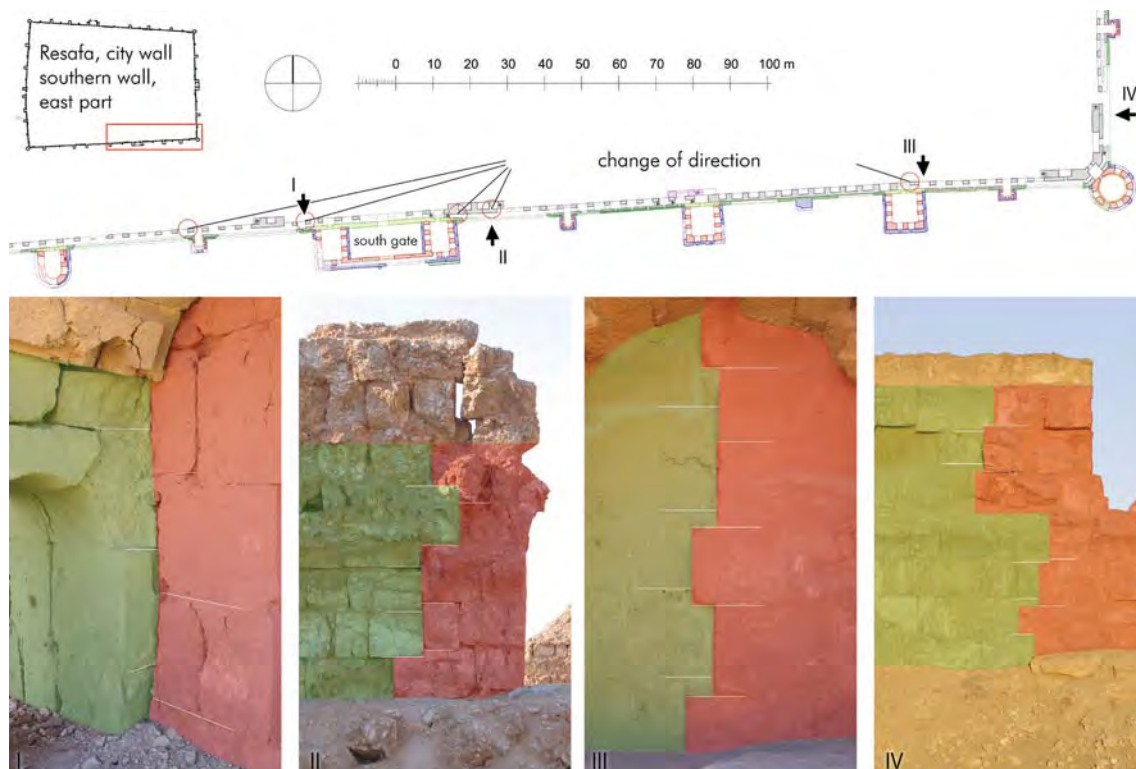 Resafa, city wall
southern wall,
east part
0 10 20 30 40 50 60 70 80 90 100 m
change of direction
I
II
III
IV
south gate
I
II
III
IV